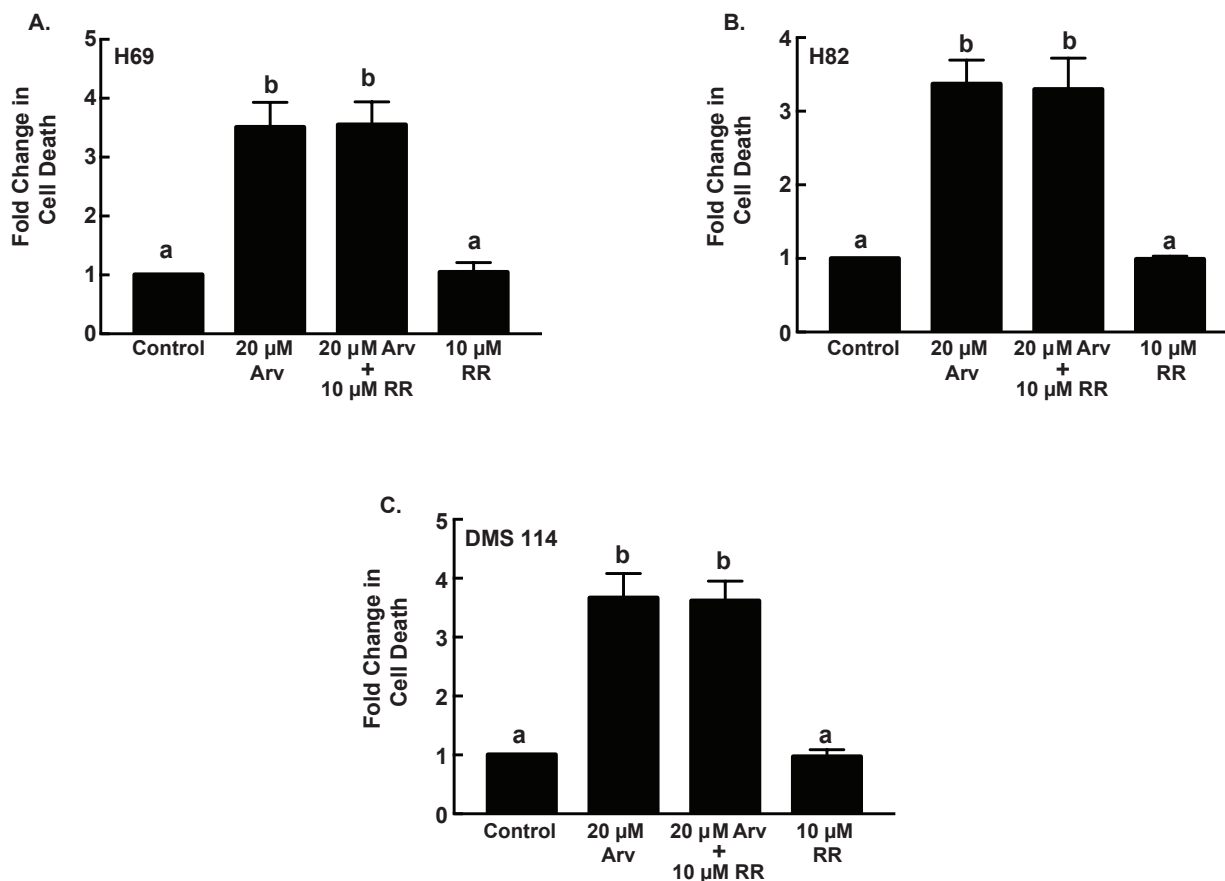 A.
H69
Fold Change in
Cell Death
5
4
3
2
1
0
a
b
b
a
Control
20 µM
Arv
20 µM Arv
+
10 µM RR
10 µM
RR
B.
H82
Fold Change in
Cell Death
4
3
2
1
0
a
b
b
a
Control
20 µM
Arv
20 µM Arv
+
10 µM RR
10 µM
RR
C.
DMS 114
Fold Change in
Cell Death
5
4
3
2
1
0
a
b
b
a
Control
20 µM
Arv
20 µM Arv
+
10 µM RR
10 µM
RR